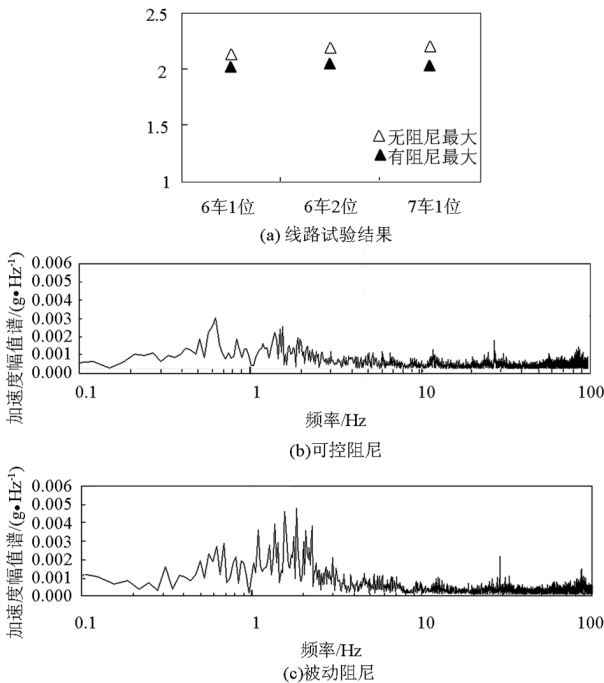 2.5
2
1.5
1
△无阻尼最大
▲有阻尼最大
6车1位 6车2位 7车1位
(a) 线路试验结果
加速度幅值谱/(g•Hz⁻¹)
0.006
0.005
0.004
0.003
0.002
0.001
0.000
0.1 1 10 100
频率/Hz
(b)可控阻尼
加速度幅值谱/(g•Hz⁻¹)
0.006
0.005
0.004
0.003
0.002
0.001
0.000
0.1 1 10 100
频率/Hz
(c)被动阻尼